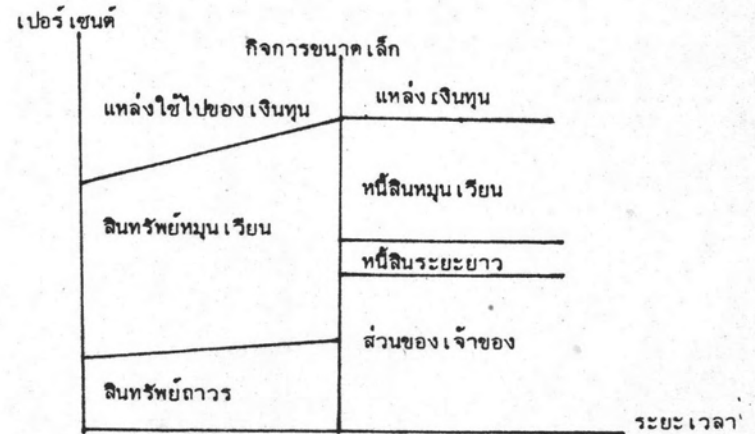 เปอร์เซนต์
กิจการขนาดเล็ก
แหล่งใช้ไปของเงินทุน
แหล่งเงินทุน
หนี้สินหมุนเวียน
สินทรัพย์หมุนเวียน
หนี้สินระยะยาว
ส่วนของเจ้าของ
สินทรัพย์ถาวร
ระยะเวลา